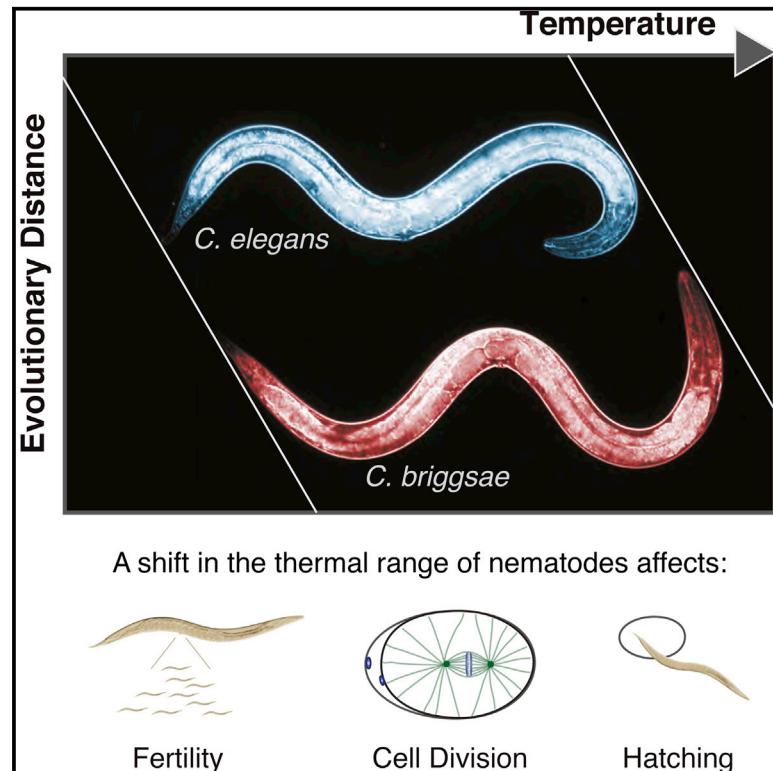 Temperature
Evolutionary Distance
C. elegans
C. briggsae
A shift in the thermal range of nematodes affects:
Fertility
Cell Division
Hatching